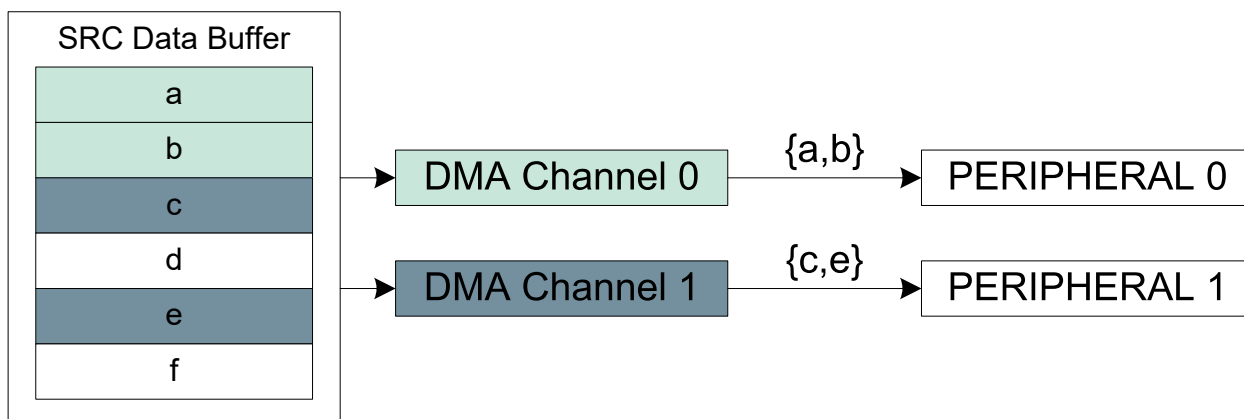 SRC Data Buffer
a
b
c
d
e
f
DMA Channel 0
{a,b}
PERIPHERAL 0
DMA Channel 1
{c,e}
PERIPHERAL 1